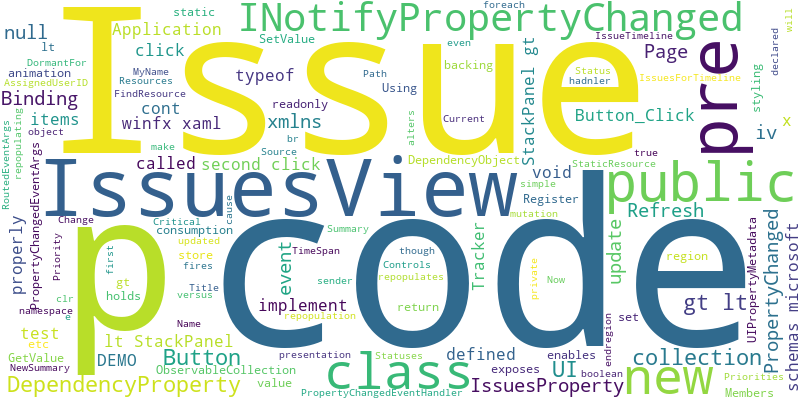 Issue
code
p
IssuesView
pre
public
class
new
INotifyPropertyChanged
DependencyProperty
Button
collection
IssuesProperty
UI
static
foreach
null
Application
SetValue
IssueTimeline
declared
will
lt
DormantFor
click
even
Page
AssignedUserID
MyName
typeof
backing
Path
Status
IssuesForTimeline
animation
Resources
hadnler
Binding
FindResource
readonly
Using
StackPanel gt
styling
cont
items
winfx xaml
xmlns
Current
alters
Button_Click
x
RoutedEventArgs
repopulating
object
make
br
true
iv
called
second click
Source
DependencyObject
StaticResource
PropertyChangedEventArgs
void
simple
Register
Refresh
mutation
Change
Critical
consumption
cause
Summary
though
Tracker
update
region
UIPropertyMetadata
PropertyChanged
schemas microsoft
properly
Priority
first
updated
store
fires
event
TimeSpan
Controls
repopulates
private
Now
gt
clr
holds
Title
versus
sender
return
gt lt
namespace
e
implement
repopulation
set
test
etc
Name
lt StackPanel
defined
endregion
GetValue
DEMO
presentation
Statuses
enables
NewSummary
ObservableCollection
value
exposes
boolean
Priorities
Members
PropertyChangedEventHandler